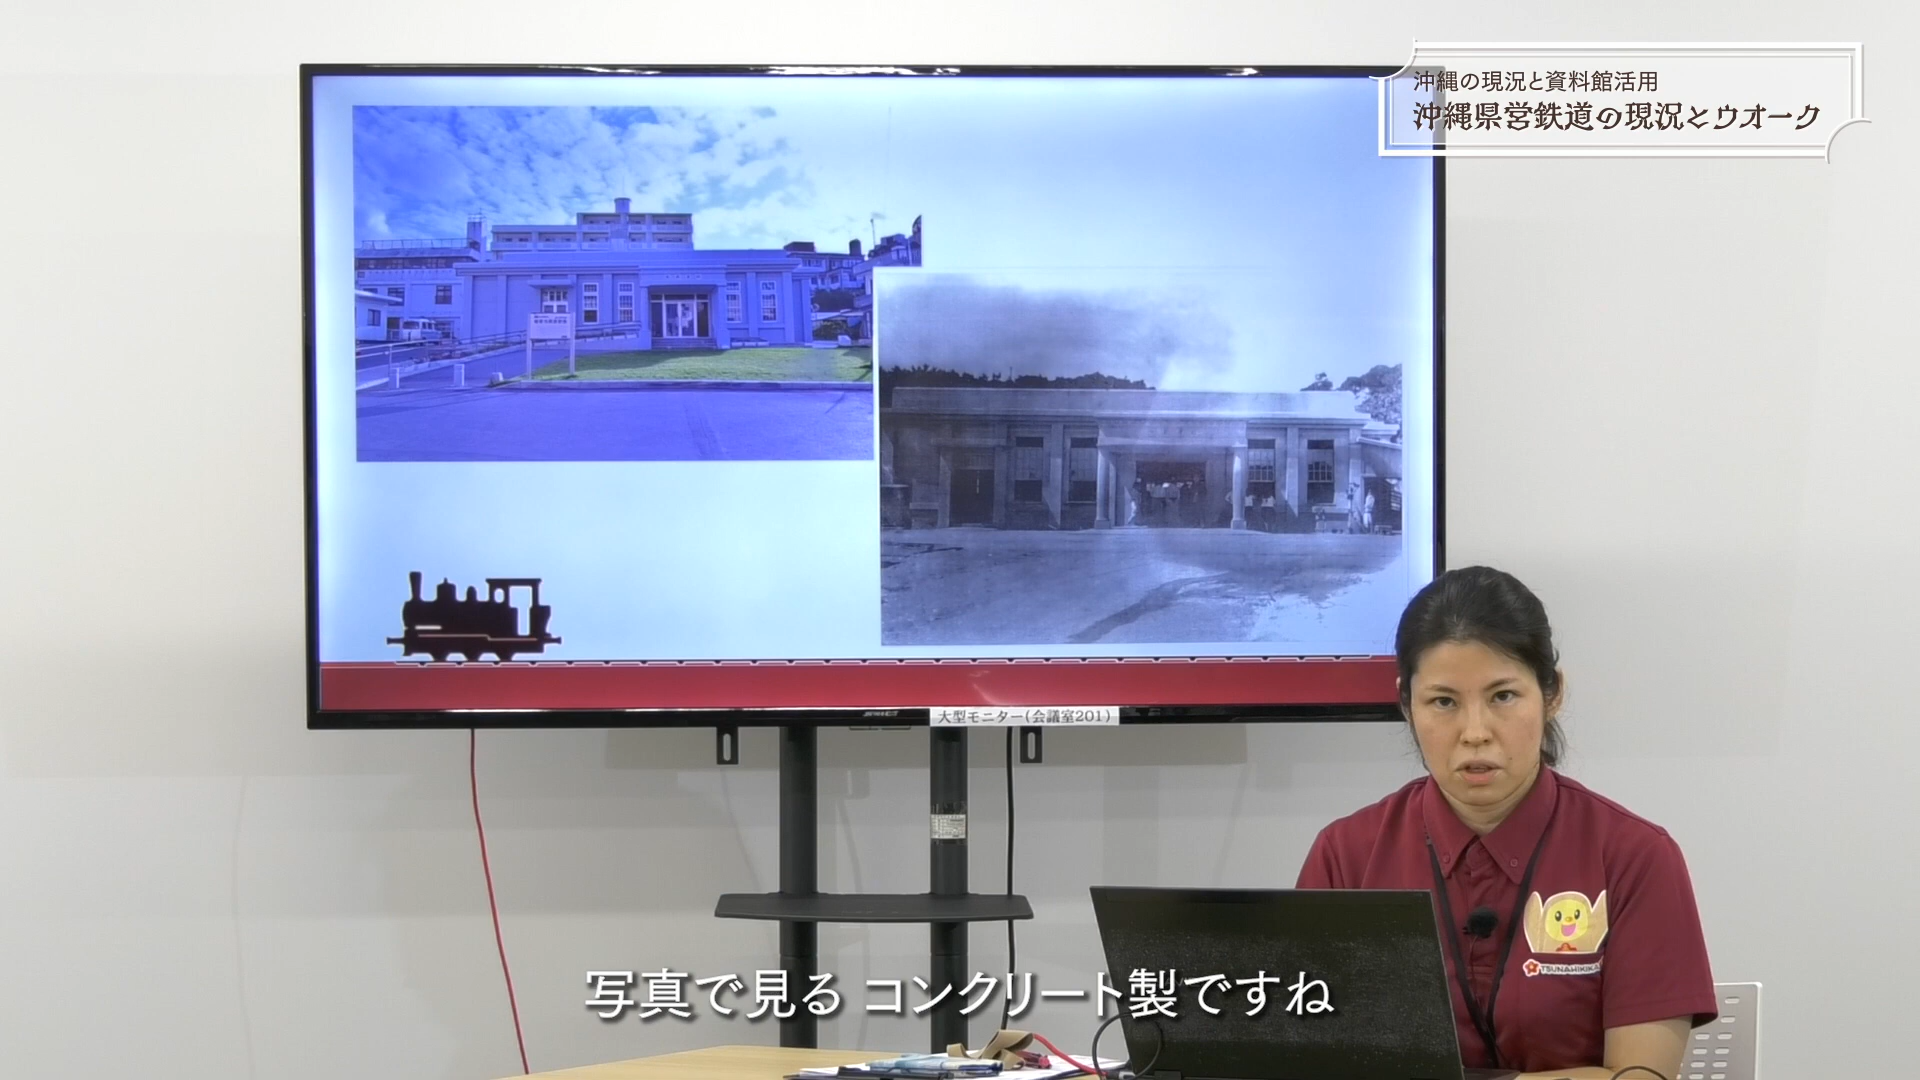 沖縄の現況と資料館活用
沖縄県営鉄道の現況とウオーク
大型モニター(会議室201)
TSUNAHIKIKA
写真で見る コンクリート製ですね